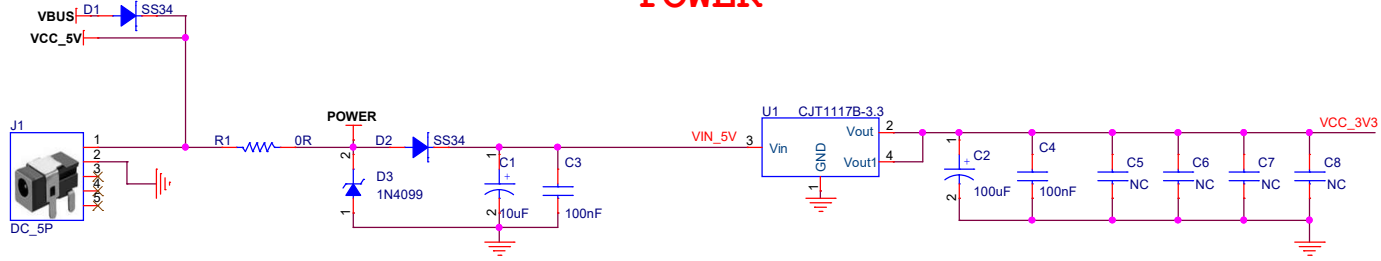 POWER
VBUS D1 SS34
VCC_5V
J1
1
2
3
4
5
DC_5P
R1 0R
POWER
2
D3
1N4099
1
D2 SS34
1
C1
+
2
10uF
C3
100nF
VIN_5V
U1 CJT1117B-3.3
3 Vin
Vout 2
Vout1 4
GND
1
1
C2
+
100uF
2
C4
100nF
C5
NC
C6
NC
C7
NC
C8
NC
VCC_3V3